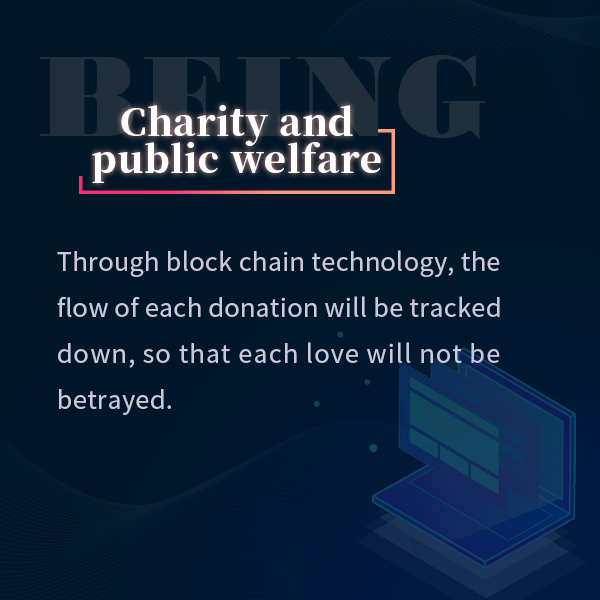 BEING
Charity and
public welfare
Through block chain technology, the
flow of each donation will be tracked
down, so that each love will not be
betrayed.